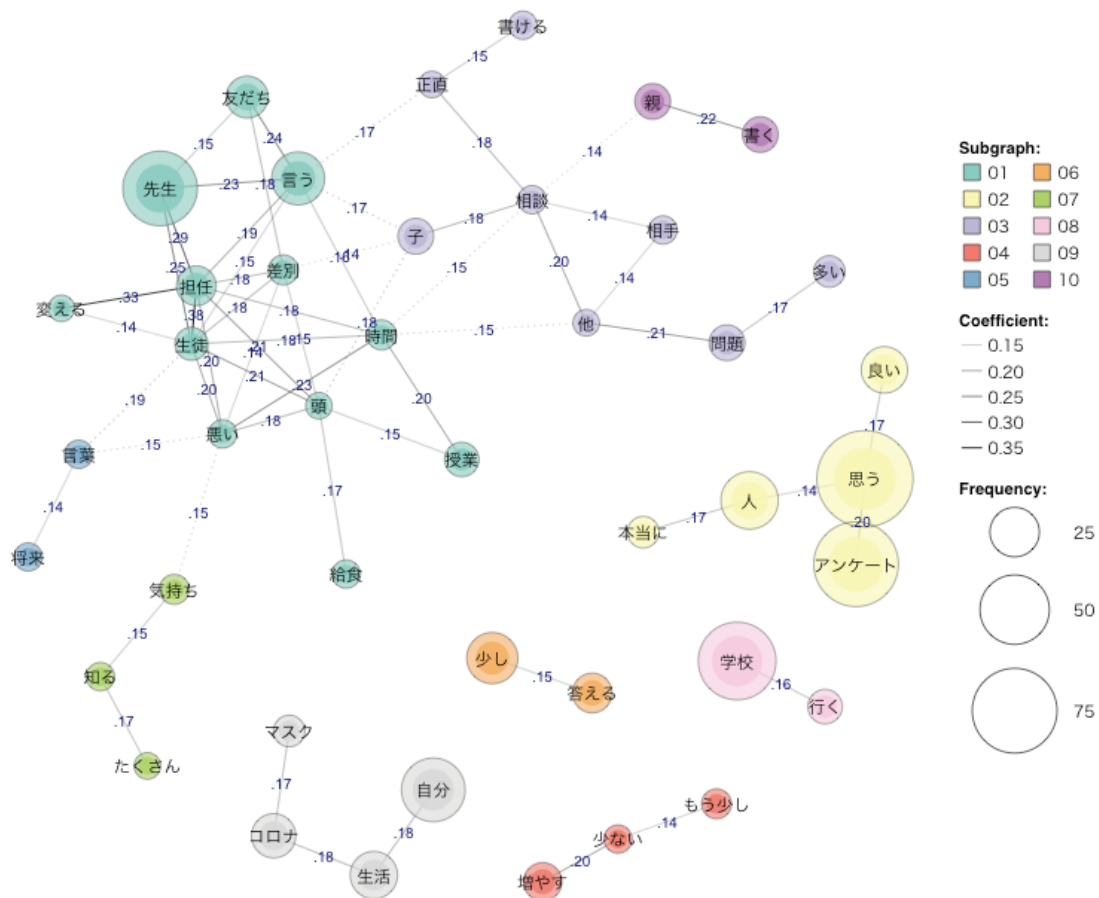 書ける
.15
正直
友だち
親
.22
書く
.24
.17
.15
.18
.14
先生
.23
.18
言う
相談
.17
.14
.18
相手
子
.29
.19
.14
.25
.15
差別
.15
.20
.14
多い
担任
.18
変える
.33
.38
.18
.18
.17
.14
生徒
.18
.15
.18
時間
.15
他
.21
問題
.21
.14
.20
.21
.20
.23
.20
良い
.19
頭
.17
悪い
.18
.15
言葉
.15
授業
思う
.14
.17
人
.14
.20
.15
本当に
.17
将来
アンケート
気持ち
給食
.15
少し
学校
知る
.15
答える
.16
行く
.17
マスク
たくさん
.17
自分
もう少し
コロナ
.18
少ない
.14
.18
生活
.20
増やす
Subgraph:
01 06
02 07
03 08
04 09
05 10
Coefficient:
0.15
0.20
0.25
0.30
0.35
Frequency:
25
50
75